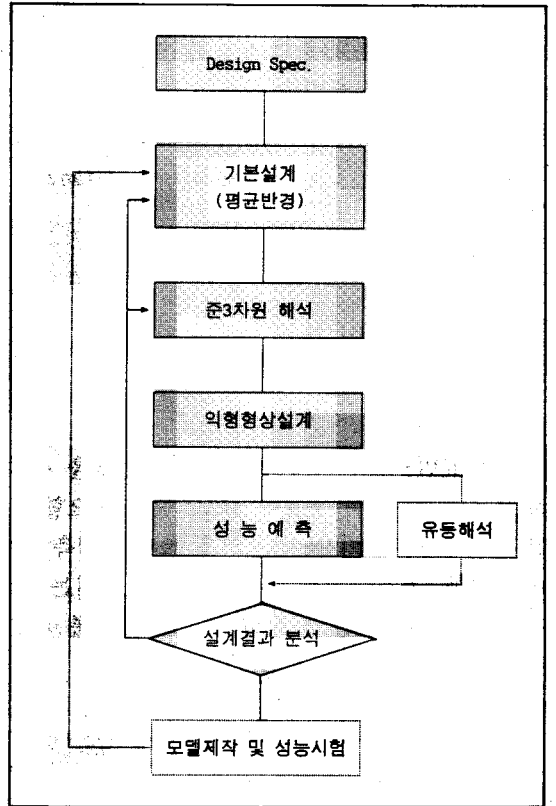 Design Spec.
기본설계
(평균반경)
준3차원 해석
익형형상설계
성 능 예 측
유동해석
설계결과 분석
모델제작 및 성능시험